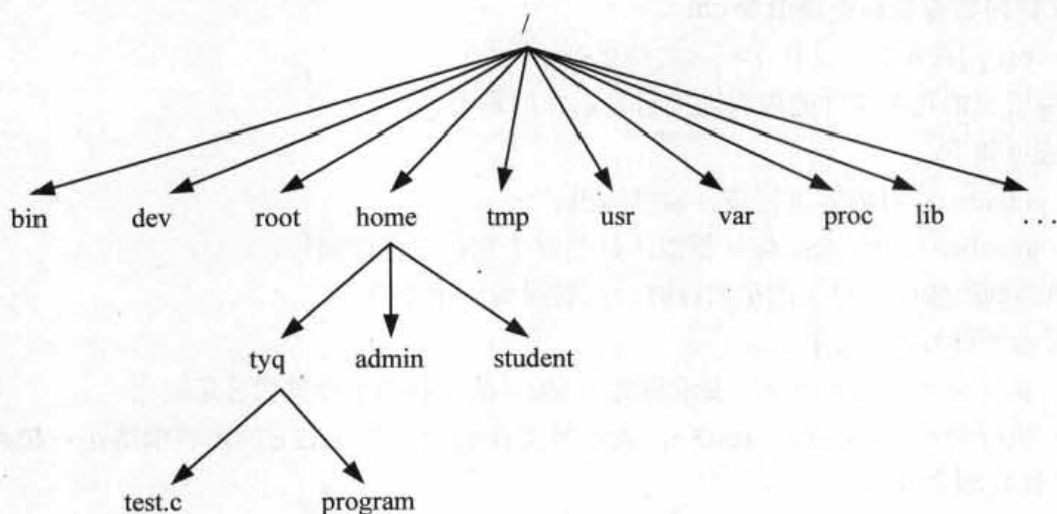 /
bin dev root home tmp usr var proc lib ....
tyq admin student
test.c program